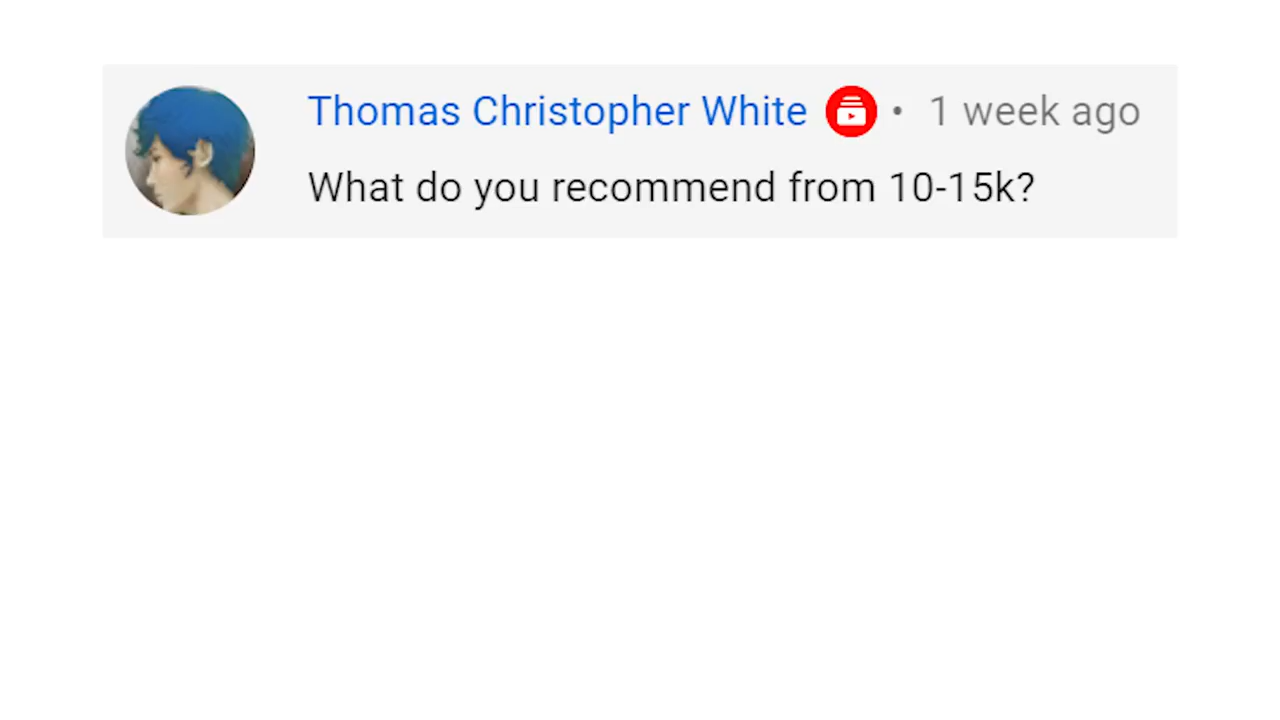 Thomas Christopher White • 1 week ago
What do you recommend from 10-15k?